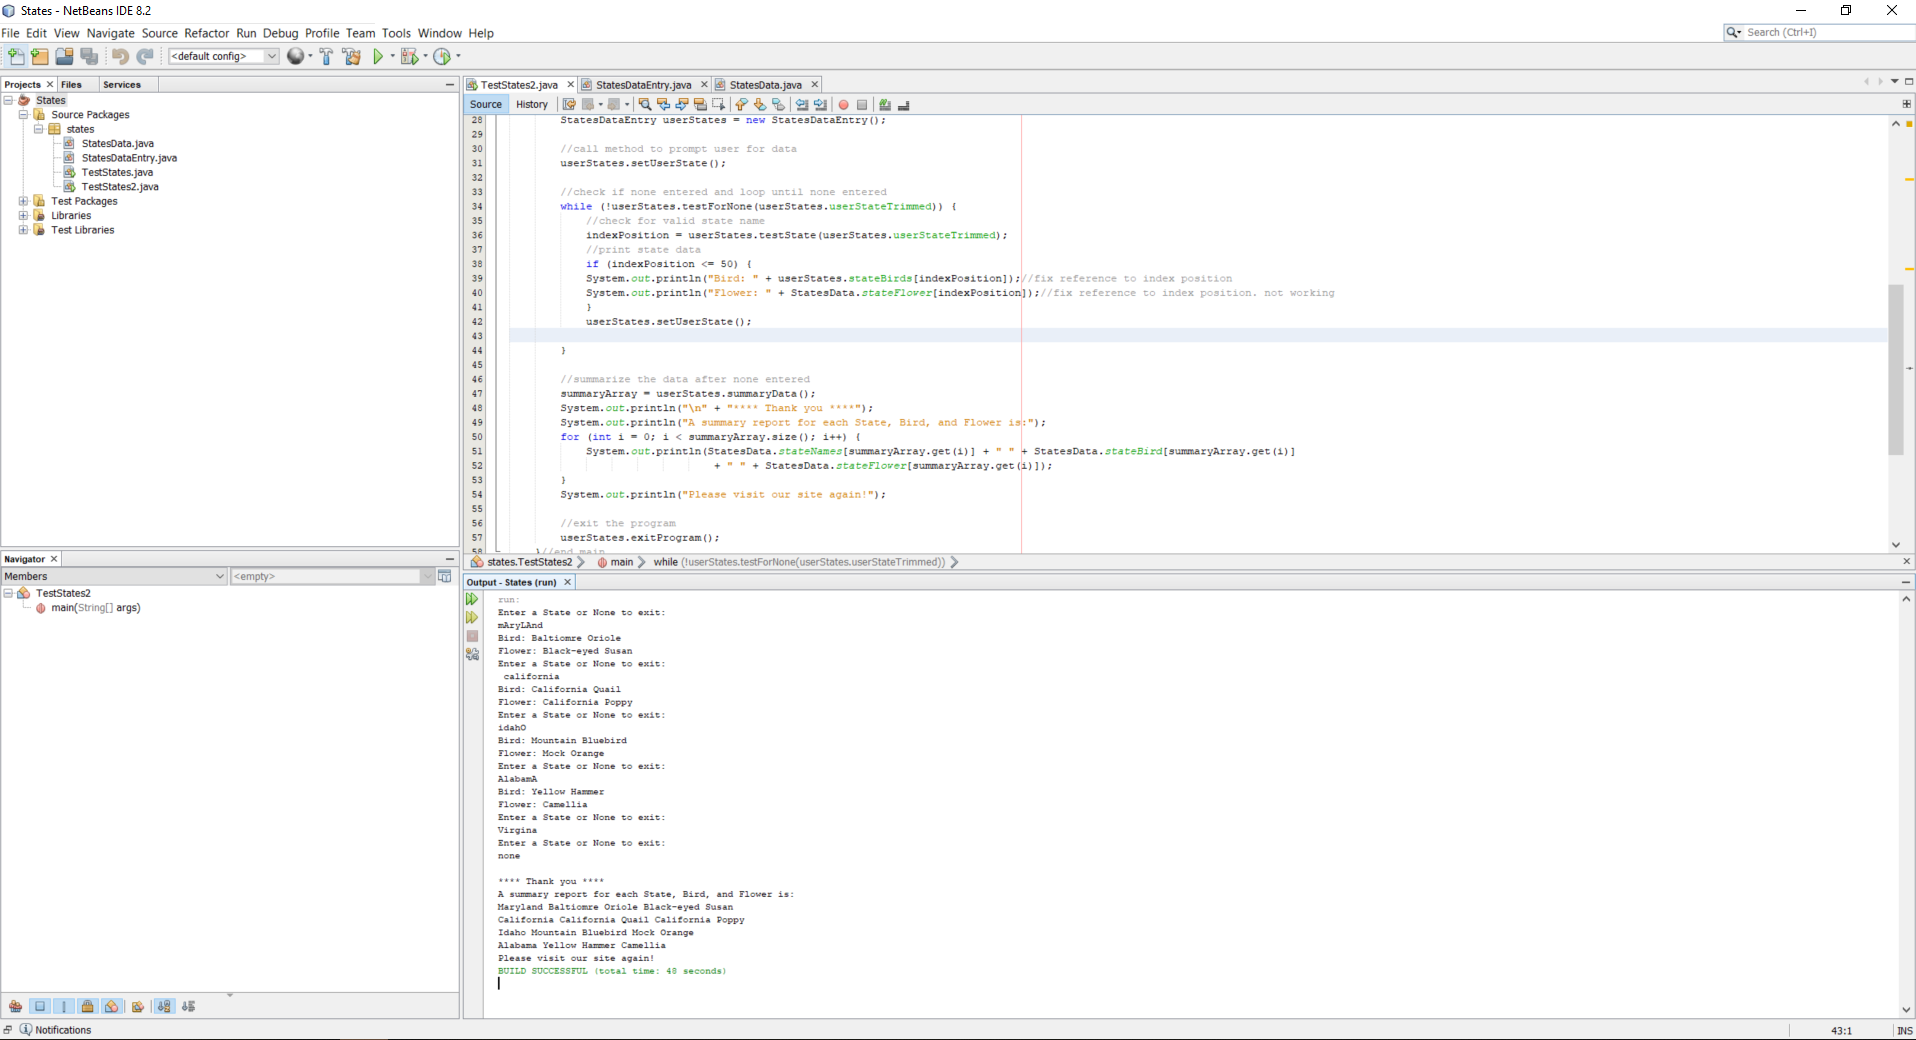 States - NetBeans IDE 8.2
File Edit View Navigate Source Refactor Run Debug Profile Team Tools Window Help
Search (Ctrl+I)
<default config>
Projects Files Services
States
Source Packages
states
StatesData.java
StatesDataEntry.java
TestStates.java
TestStates2.java
Test Packages
Libraries
Test Libraries
Navigator
Members <empty>
TestStates2
main(String[] args)
TestStates2.java StatesDataEntry.java StatesData.java
Source History
28 StatesDataEntry userStates = new StatesDataEntry();
29
30 //call method to prompt user for data
31 userStates.setUserState();
32
33 //check if none entered and loop until none entered
34 while (!userStates.testForNone(userStates.userStateTrimmed)) {
35 //check for valid state name
36 indexPosition = userStates.testState(userStates.userStateTrimmed);
37 //print state data
38 if (indexPosition <= 50) {
39 System.out.println("Bird: " + userStates.stateBirds[indexPosition]);//fix reference to index position
40 System.out.println("Flower: " + StatesData.stateFlower[indexPosition]);//fix reference to index position. not working
41 }
42 userStates.setUserState();
43
44 }
45
46 //summarize the data after none entered
47 summaryArray = userStates.summaryData();
48 System.out.println("\n" + "**** Thank you ****");
49 System.out.println("A summary report for each State, Bird, and Flower is:");
50 for (int i = 0; i < summaryArray.size(); i++) {
51 System.out.println(StatesData.stateNames[summaryArray.get(i)] + " " + StatesData.stateBird[summaryArray.get(i)]
52 + " " + StatesData.stateFlower[summaryArray.get(i)]);
53 }
54 System.out.println("Please visit our site again!");
55
56 //exit the program
57 userStates.exitProgram();
58 }//end main
states.TestStates2 main while (!userStates.testForNone(userStates.userStateTrimmed))
Output - States (run)
run:
Enter a State or None to exit:
mAryLAnd
Bird: Baltiomre Oriole
Flower: Black-eyed Susan
Enter a State or None to exit:
california
Bird: California Quail
Flower: California Poppy
Enter a State or None to exit:
idahO
Bird: Mountain Bluebird
Flower: Mock Orange
Enter a State or None to exit:
AlabamA
Bird: Yellow Hammer
Flower: Camellia
Enter a State or None to exit:
Virgina
Enter a State or None to exit:
none
**** Thank you ****
A summary report for each State, Bird, and Flower is:
Maryland Baltiomre Oriole Black-eyed Susan
California California Quail California Poppy
Idaho Mountain Bluebird Mock Orange
Alabama Yellow Hammer Camellia
Please visit our site again!
BUILD SUCCESSFUL (total time: 48 seconds)
Notifications
43:1 INS